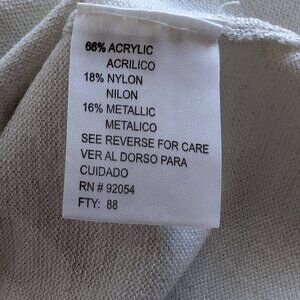 66% ACRYLIC
ACRILICO
18% NYLON
NILON
16% METALLIC
METALICO
SEE REVERSE FOR CARE
VER AL DORSO PARA
CUIDADO
RN # 92054
FTY: 88